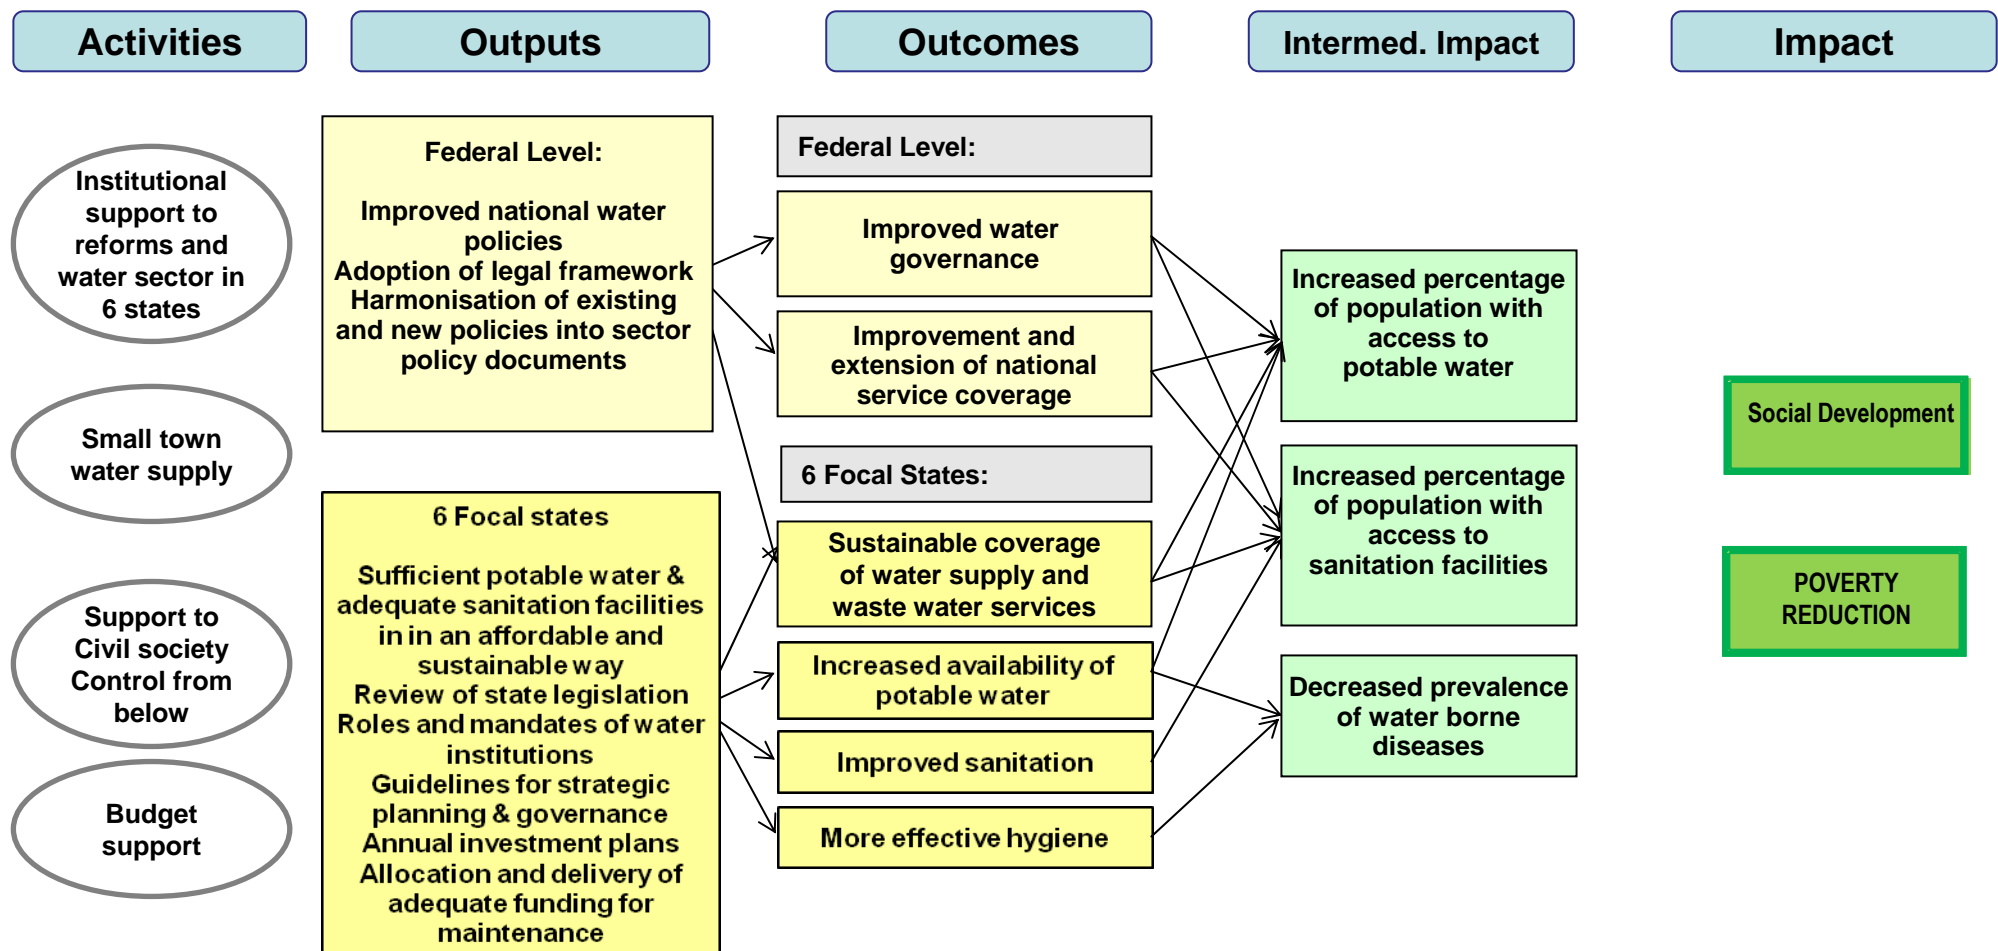 Activities
Outputs
Outcomes
Intermed. Impact
Impact
Institutional
support to
reforms and
water sector in
6 states
Small town
water supply
Support to
Civil society
Control from
below
Budget
support
Federal Level:
Improved national water
policies
Adoption of legal framework
Harmonisation of existing
and new policies into sector
policy documents
6 Focal states
Sufficient potable water &
adequate sanitation facilities
in in an affordable and
sustainable way
Review of state legislation
Roles and mandates of water
institutions
Guidelines for strategic
planning & governance
Annual investment plans
Allocation and delivery of
adequate funding for
maintenance
Federal Level:
Improved water
governance
Improvement and
extension of national
service coverage
6 Focal States:
Sustainable coverage
of water supply and
waste water services
Increased availability of
potable water
Improved sanitation
More effective hygiene
Increased percentage
of population with
access to
potable water
Increased percentage
of population with
access to
sanitation facilities
Decreased prevalence
of water borne
diseases
Social Development
POVERTY
REDUCTION